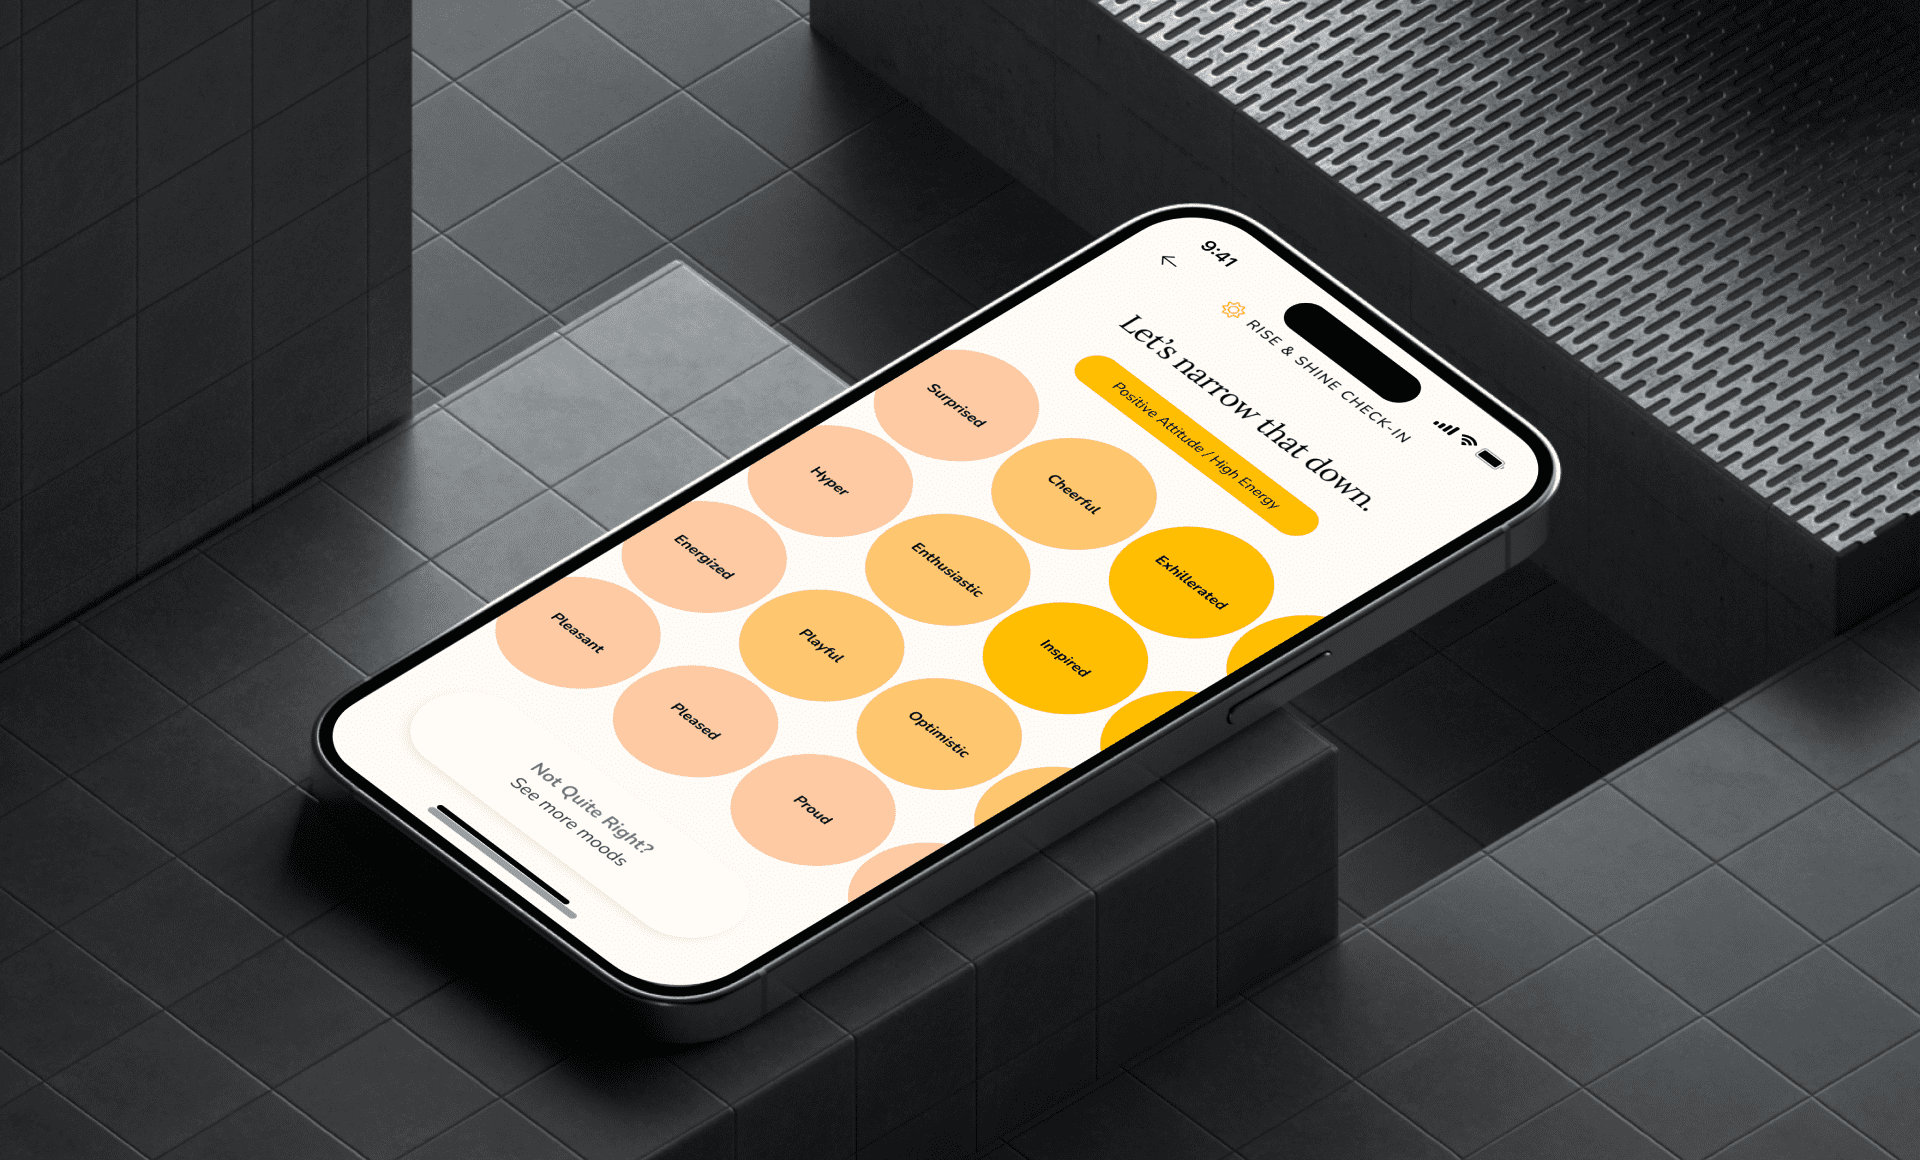 9:41
RISE & SHINE CHECK-IN
Let's narrow that down.
Positive Attitude / High Energy
Surprised
Cheerful
Exhillerated
Hyper
Enthusiastic
Inspired
Energized
Playful
Optimistic
Pleasant
Pleased
Proud
Not Quite Right?
See more moods